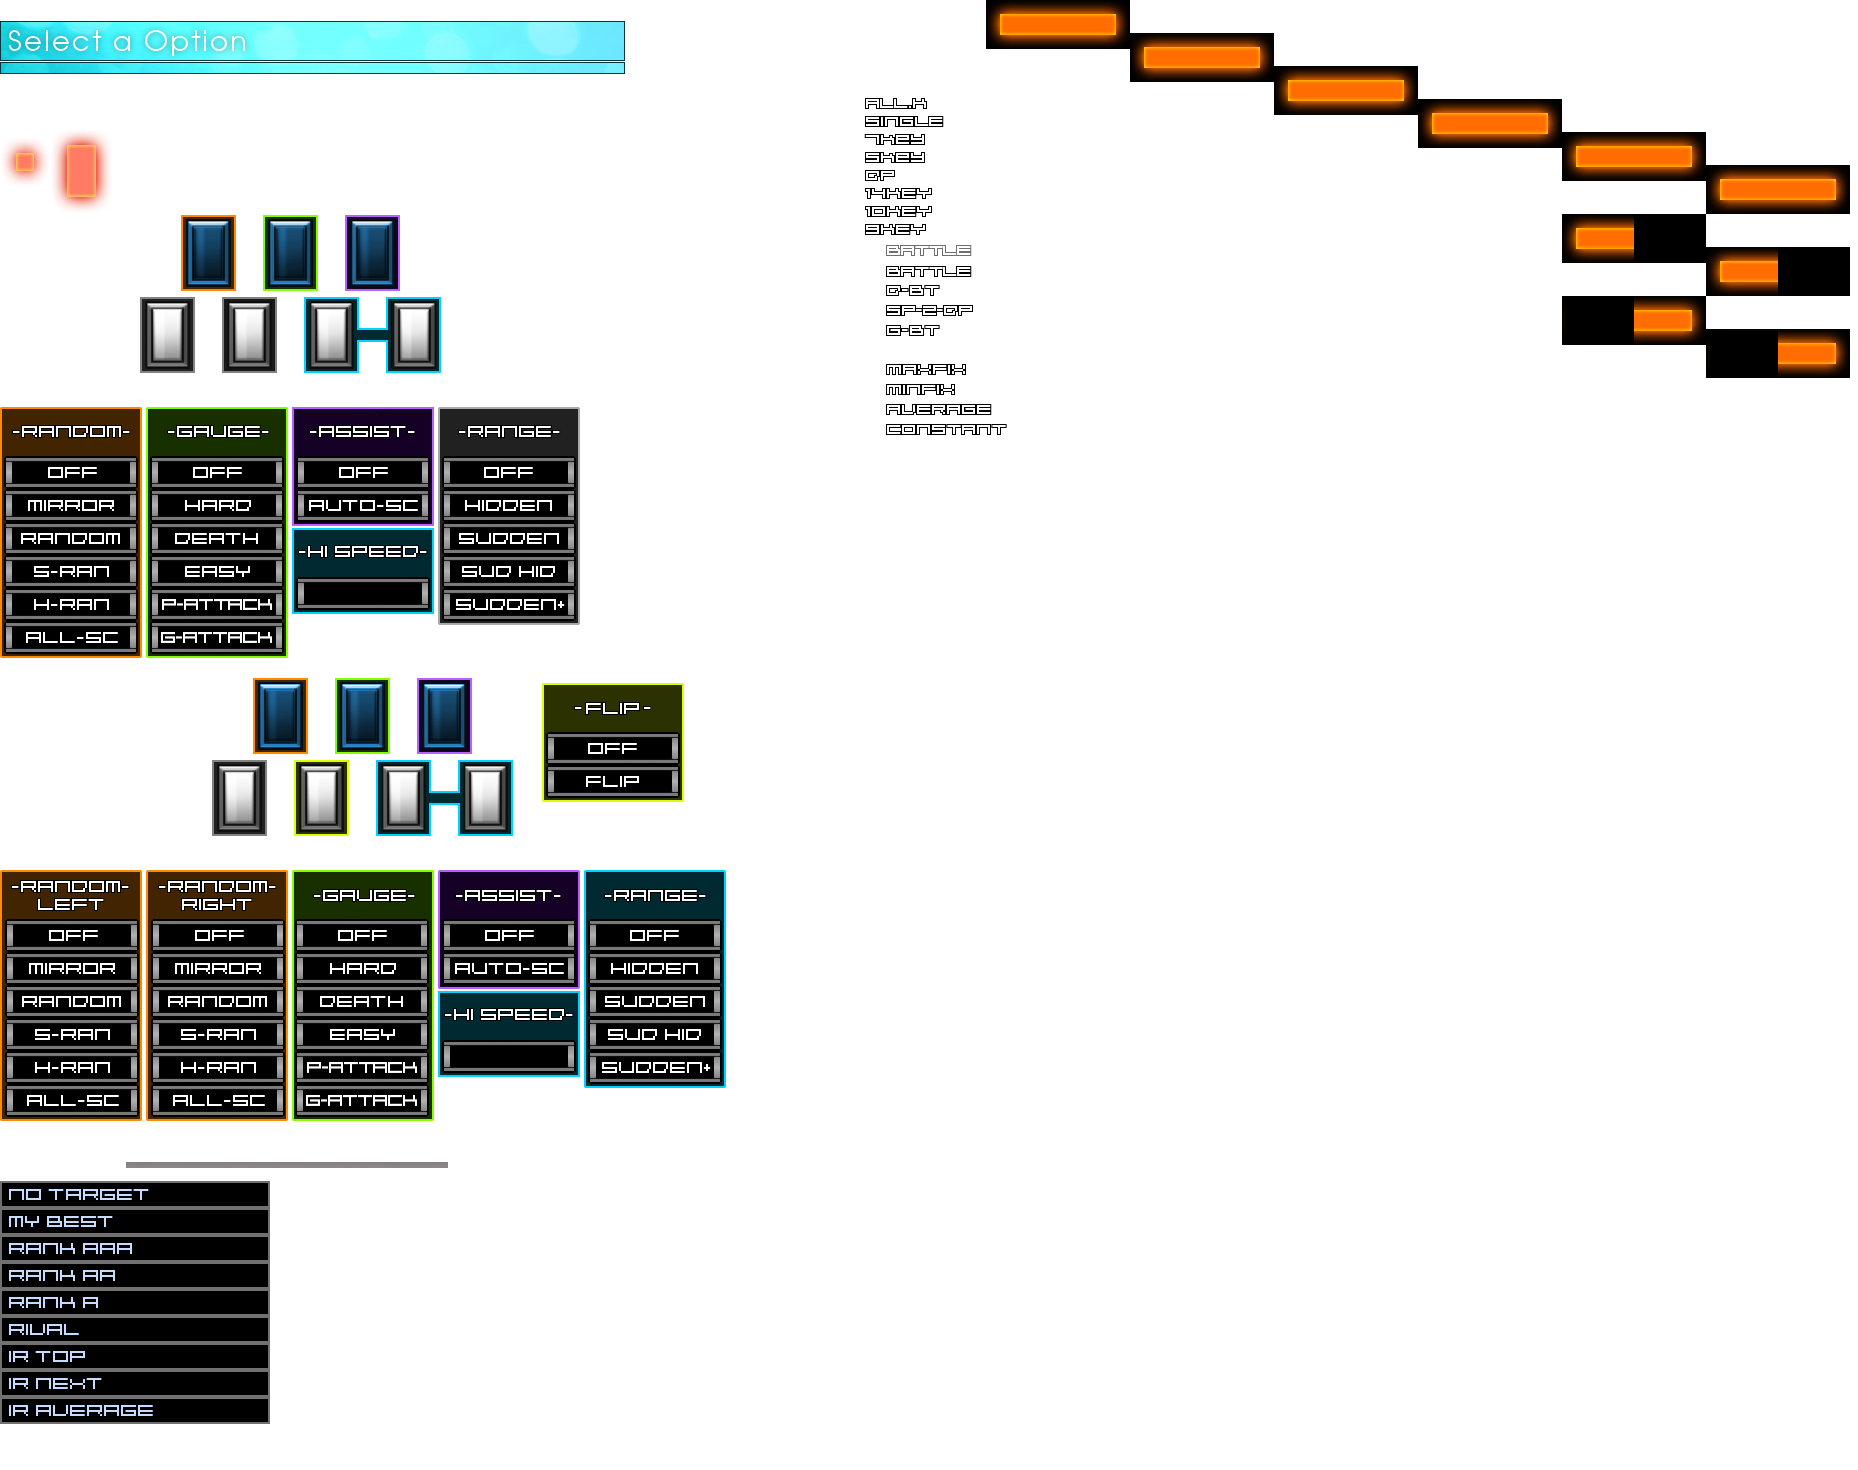 Select a Option
ALL.K
SINGLE
7KEY
5KEY
DP
14KEY
10KEY
9KEY
BATTLE
BATTLE
D-BT
SP-2-DP
G-BT
MAXFIX
MINFIX
AVERAGE
CONSTANT
-RANDOM-
OFF
MIRROR
RANDOM
S-RAN
H-RAN
ALL-SC
-GAUGE-
OFF
HARD
DEATH
EASY
P-ATTACK
G-ATTACK
-ASSIST-
OFF
AUTO-SC
-HI SPEED-
-RANGE-
OFF
HIDDEN
SUDDEN
SUD HID
SUDDEN+
-FLIP-
OFF
FLIP
-RANDOM-
LEFT
OFF
MIRROR
RANDOM
S-RAN
H-RAN
ALL-SC
-RANDOM-
RIGHT
OFF
MIRROR
RANDOM
S-RAN
H-RAN
ALL-SC
-GAUGE-
OFF
HARD
DEATH
EASY
P-ATTACK
G-ATTACK
-ASSIST-
OFF
AUTO-SC
-HI SPEED-
-RANGE-
OFF
HIDDEN
SUDDEN
SUD HID
SUDDEN+
NO TARGET
MY BEST
RANK AAA
RANK AA
RANK A
RIVAL
IR TOP
IR NEXT
IR AVERAGE